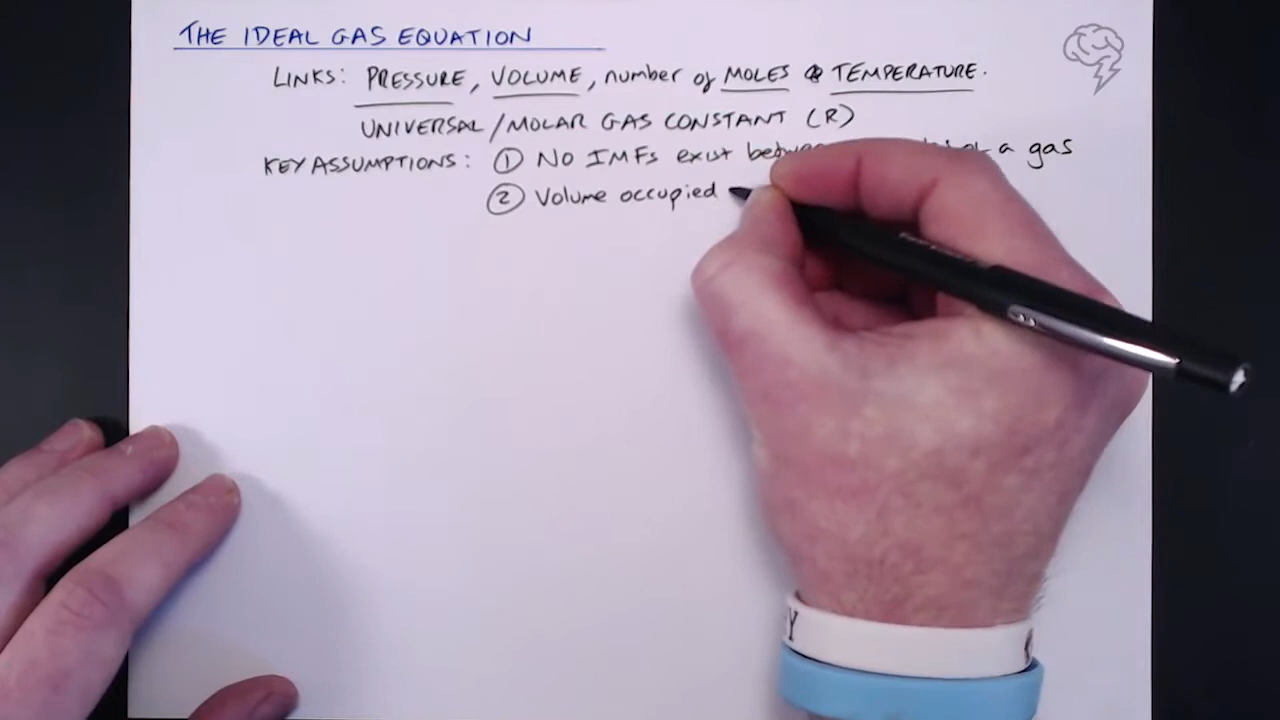 THE IDEAL GAS EQUATION
LINKS: PRESSURE, VOLUME, number of MOLES & TEMPERATURE.
UNIVERSAL/MOLAR GAS CONSTANT (R)
KEY ASSUMPTIONS: ① NO IMFs exist a gas
② Volume occupied